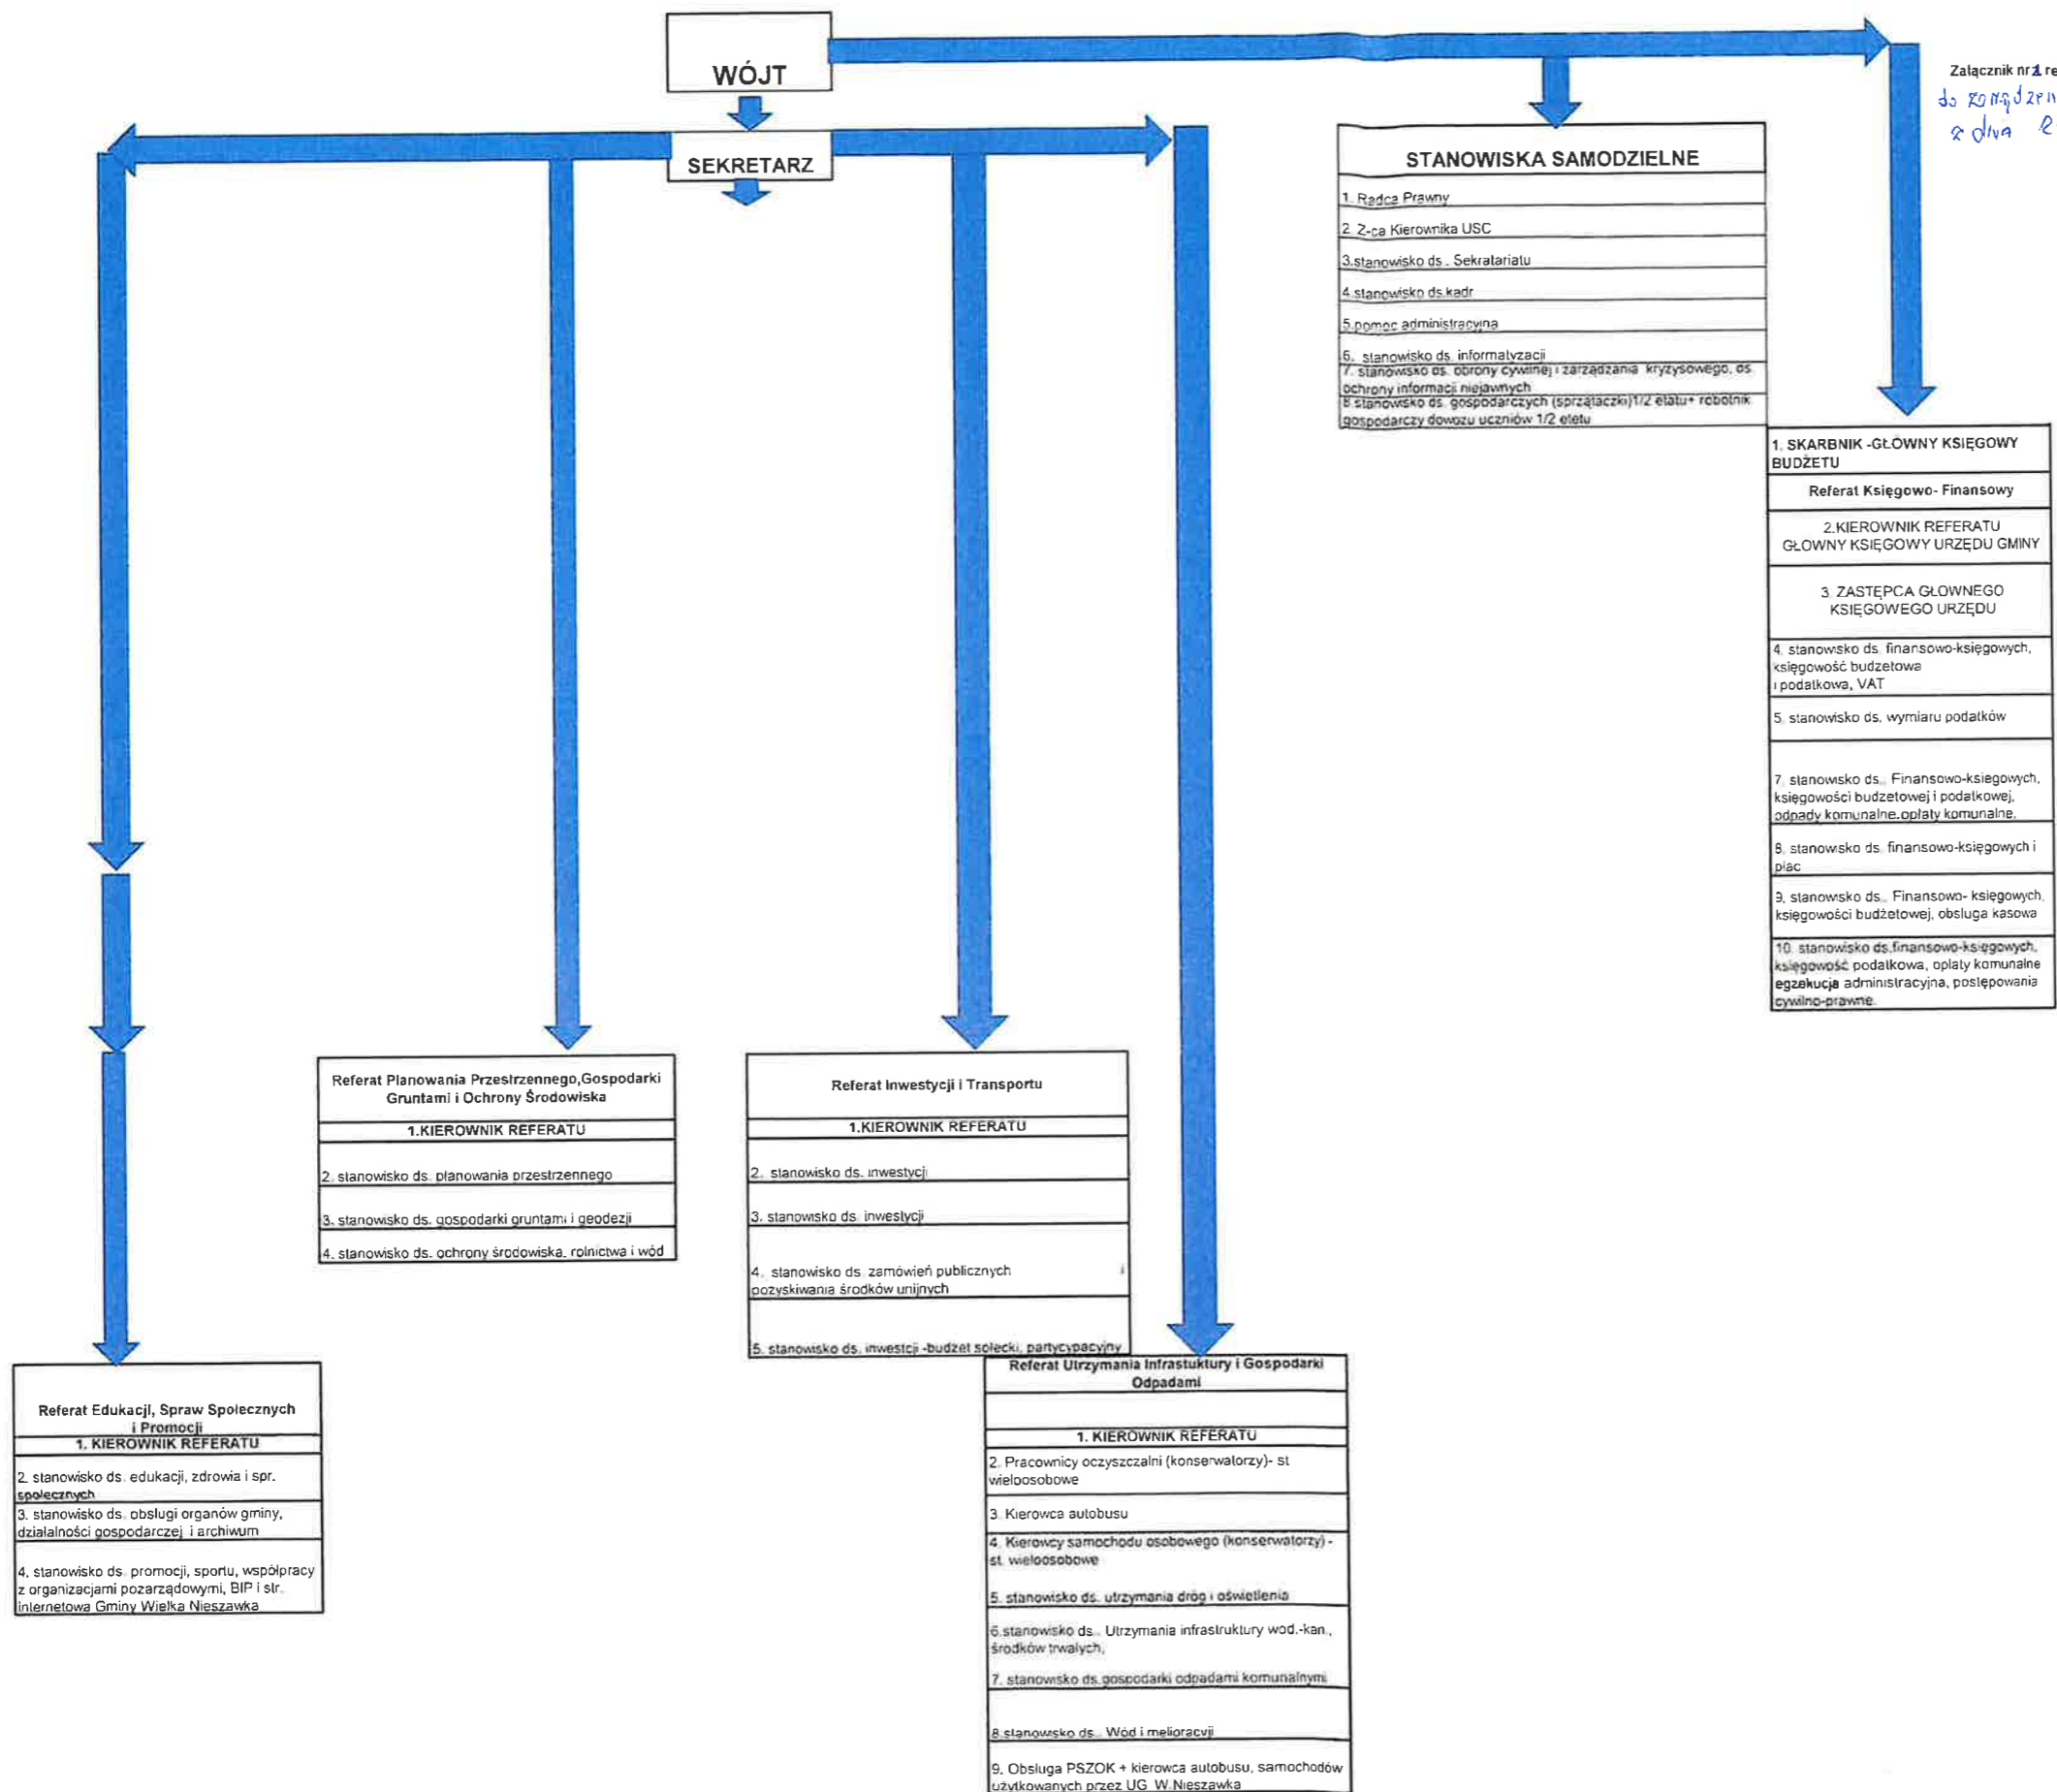 WÓJT
Załącznik nr 1 re
do
z dnia 2
SEKRETARZ
STANOWISKA SAMODZIELNE
1. Radca Prawny
2. Z-ca Kierownika USC
3.stanowisko ds.. Sekratariatu
4.stanowisko ds.kadr
5.pomoc administracyjna
6. stanowisko ds. informatyzacji
7. stanowisko ds. obrony cywilnej i zarządzania kryzysowego, ds
ochrony informacji niejawnych
8.stanowisko ds. gospodarczych (sprzątaczki)1/2 etatu+ robotnik
gospodarczy dowozu uczniów 1/2 etetu
1. SKARBNIK -GŁOWNY KSIĘGOWY
BUDŻETU
Referat Księgowo- Finansowy
2.KIEROWNIK REFERATU
GŁOWNY KSIĘGOWY URZĘDU GMINY
3. ZASTĘPCA GŁOWNEGO
KSIĘGOWEGO URZĘDU
4. stanowisko ds. finansowo-księgowych,
księgowość budzetowa
i podatkowa, VAT
5. stanowisko ds. wymiaru podatków
7. stanowisko ds.. Finansowo-ksiegowych,
księgowości budzetowej i podatkowej,
odpady komunalne.opłaty komunalne,
8. stanowisko ds. finansowo-księgowych i
płac
9. stanowisko ds.. Finansowo- księgowych,
księgowości budżetowej, obsługa kasowa
10. stanowisko ds.finansowo-księgowych,
księgowość podatkowa, opłaty komunalne
egzekucja administracyjna, postępowania
cywilno-prawne.
Referat Planowania Przestrzennego,Gospodarki
Gruntami i Ochrony Środowiska
1.KIEROWNIK REFERATU
2. stanowisko ds. planowania przestrzennego
3. stanowisko ds. gospodarki gruntami i geodezji
4. stanowisko ds. ochrony środowiska, rolnictwa i wód
Referat Inwestycji i Transportu
1.KIEROWNIK REFERATU
2. stanowisko ds. inwestycji
3. stanowisko ds. inwestycji
4. stanowisko ds. zamówień publicznych i
pozyskiwania środków unijnych
5. stanowisko ds. inwestcji -budżet sołecki, partycypacyjny
Referat Edukacji, Spraw Społecznych
i Promocji
1. KIEROWNIK REFERATU
2. stanowisko ds. edukacji, zdrowia i spr.
społecznych
3. stanowisko ds. obsługi organów gminy,
działalności gospodarczej i archiwum
4. stanowisko ds. promocji, sportu, współpracy
z organizacjami pozarządowymi, BIP i str.
internetowa Gminy Wielka Nieszawka
Referat Utrzymania Infrastuktury i Gospodarki
Odpadami
1. KIEROWNIK REFERATU
2. Pracownicy oczyszczalni (konserwatorzy)- st
wieloosobowe
3. Kierowca autobusu
4. Kierowcy samochodu osobowego (konserwatorzy) -
st. wieloosobowe
5. stanowisko ds. utrzymania dróg i oświetlenia
6.stanowisko ds.. Utrzymania infrastruktury wod.-kan.,
środków trwałych,
7. stanowisko ds.gospodarki odpadami komunalnymi
8.stanowisko ds.. Wód i melioracyji
9. Obsługa PSZOK + kierowca autobusu, samochodów
użytkowanych przez UG W.Nieszawka